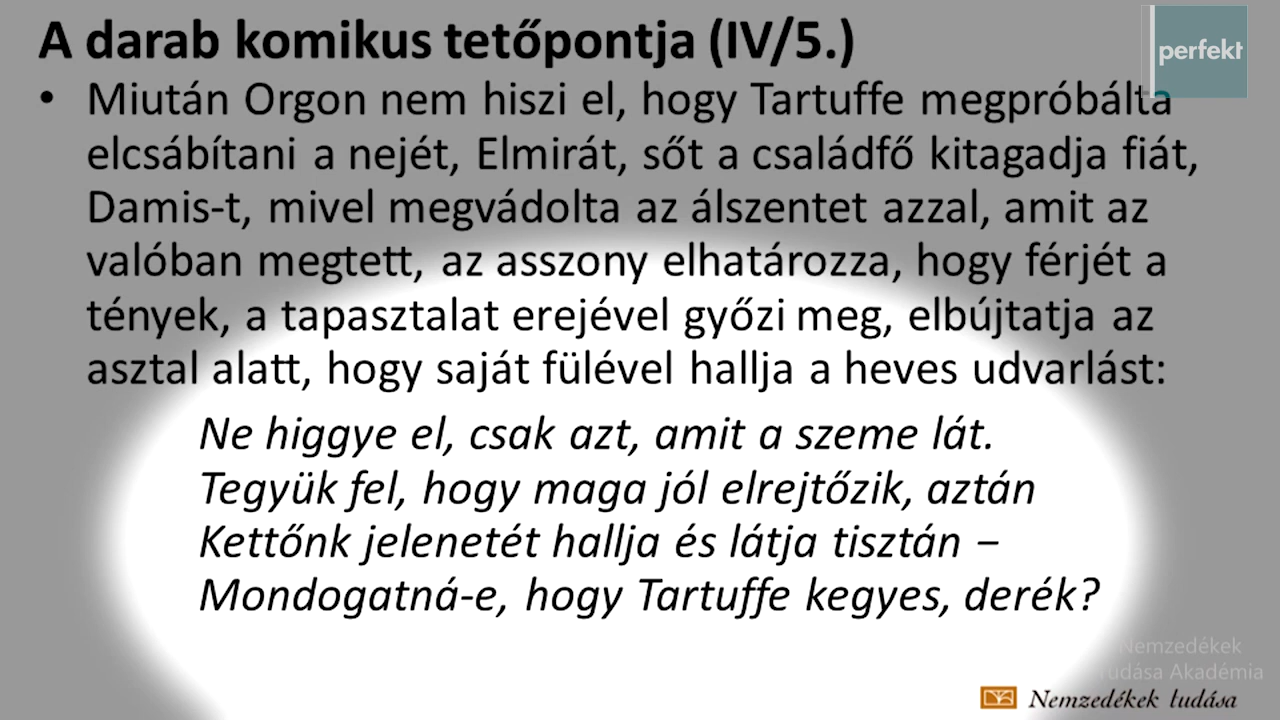 A darab komikus tetőpontja (IV/5.)
perfekt
• Miután Orgon nem hiszi el, hogy Tartuffe megpróbálta
elcsábítani a nejét, Elmirát, sőt a családfő kitagadja fiát,
Damis-t, mivel megvádolta az álszentet azzal, amit az
valóban megtett, az asszony elhatározza, hogy férjét a
tények, a tapasztalat erejével győzi meg, elbújtatja az
asztal alatt, hogy saját fülével hallja a heves udvarlást:
Ne higgye el, csak azt, amit a szeme lát.
Tegyük fel, hogy maga jól elrejtőzik, aztán
Kettőnk jelenetét hallja és látja tisztán –
Mondogatná-e, hogy Tartuffe kegyes, derék?
Nemzedékek
Tudása Akadémia
Nemzedékek tudása